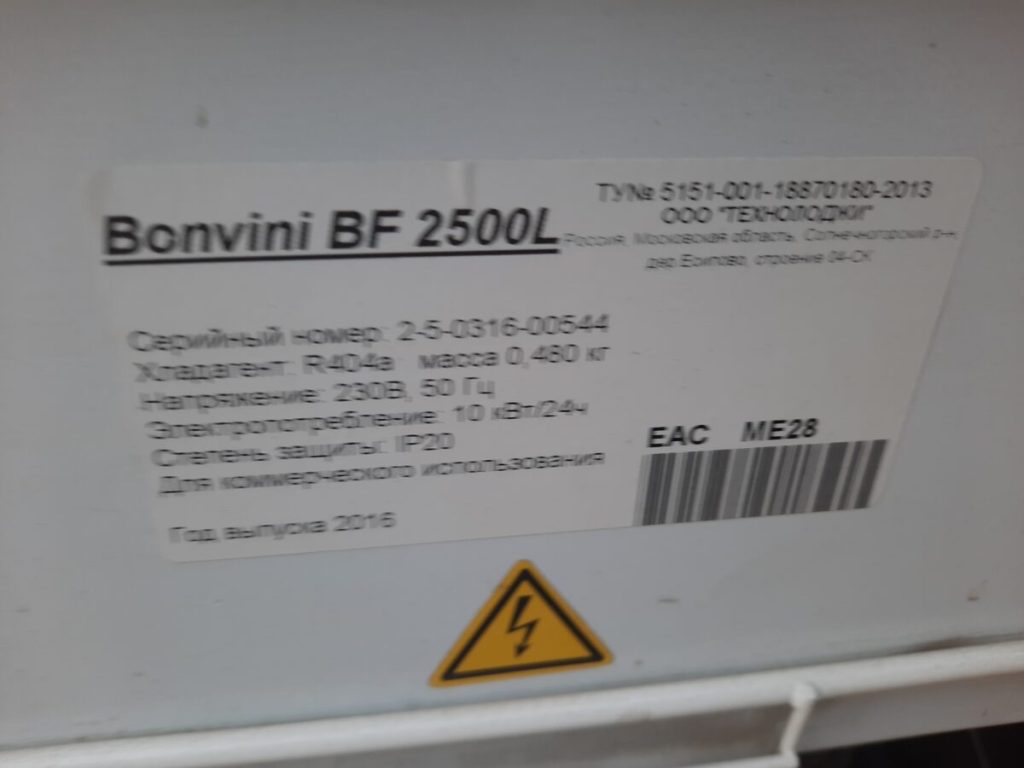 Bonvini BF 2500L
ТУ№ 5151-001-18870180-2013
ООО "ТЕХНОЛОДЖИ"
Россия, Московская область, Солнечногорский р-н,
дер.Есипово, строение 04-СК
Серийный номер: 2-5-0316-00544
Хладагент: R404a масса 0,480 кг
Напряжение: 230В, 50 Гц
Электрототребление: 10 кВт/24ч
Степень защиты: IP20
Для коммерческого использования
Год выпуска 2016
EAC ME28